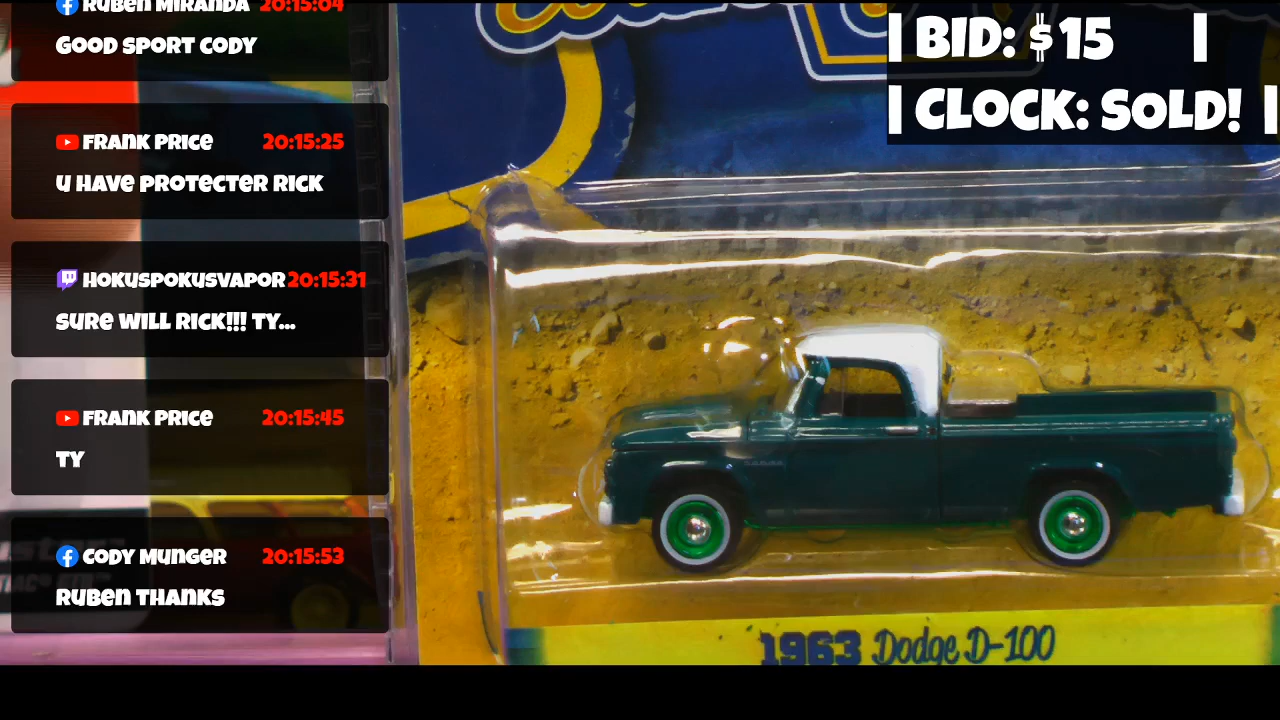 RUBEN MIRANDA 20:15:04
GOOD SPORT CODY
FRANK PRICE 20:15:25
U HAVE PROTECTER RICK
HOKUSPOKUSVAPOR 20:15:31
SURE WILL RICK!!! TY...
FRANK PRICE 20:15:45
TY
CODY MUNGER 20:15:53
RUBEN THANKS
| BID: $15 |
| CLOCK: SOLD! |
1963 Dodge D-100